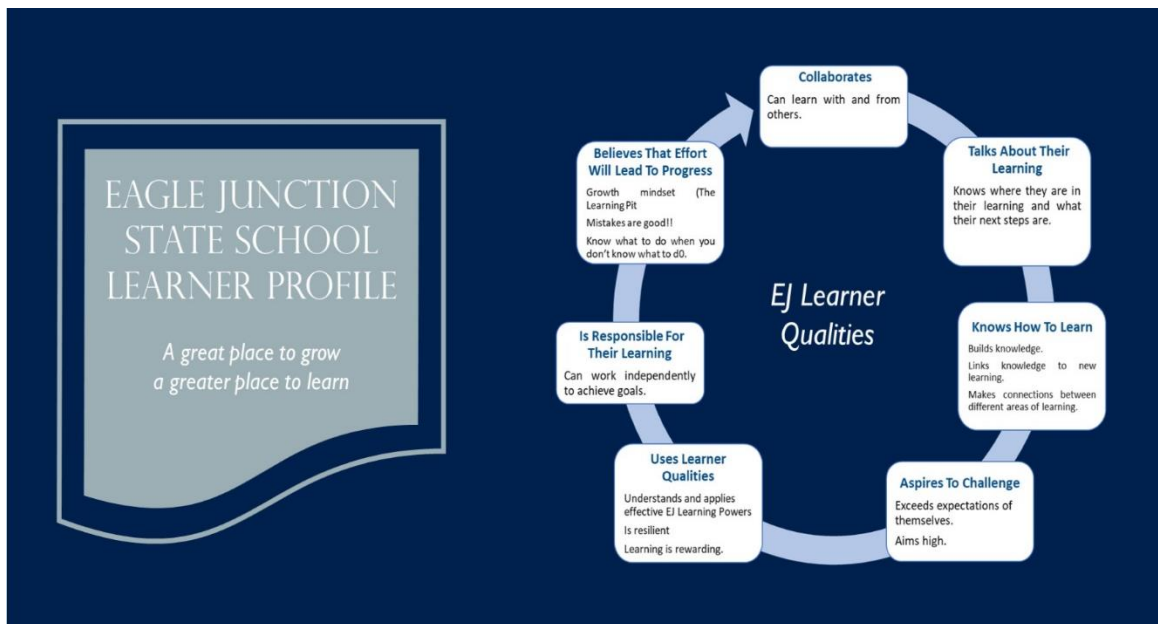 EAGLE JUNCTION
STATE SCHOOL
LEARNER PROFILE
A great place to grow
a greater place to learn
EJ Learner
Qualities
Collaborates
Can learn with and from
others.
Talks About Their
Learning
Knows where they are in
their learning and what
their next steps are.
Knows How To Learn
Builds knowledge.
Links knowledge to new
learning.
Makes connections between
different areas of learning.
Aspires To Challenge
Exceeds expectations of
themselves.
Aims high.
Uses Learner
Qualities
Understands and applies
effective EJ Learning Powers
Is resilient
Learning is rewarding.
Is Responsible For
Their Learning
Can work independently
to achieve goals.
Believes That Effort
Will Lead To Progress
Growth mindset (The
Learning Pit
Mistakes are good!!
Know what to do when you
don't know what to d0.